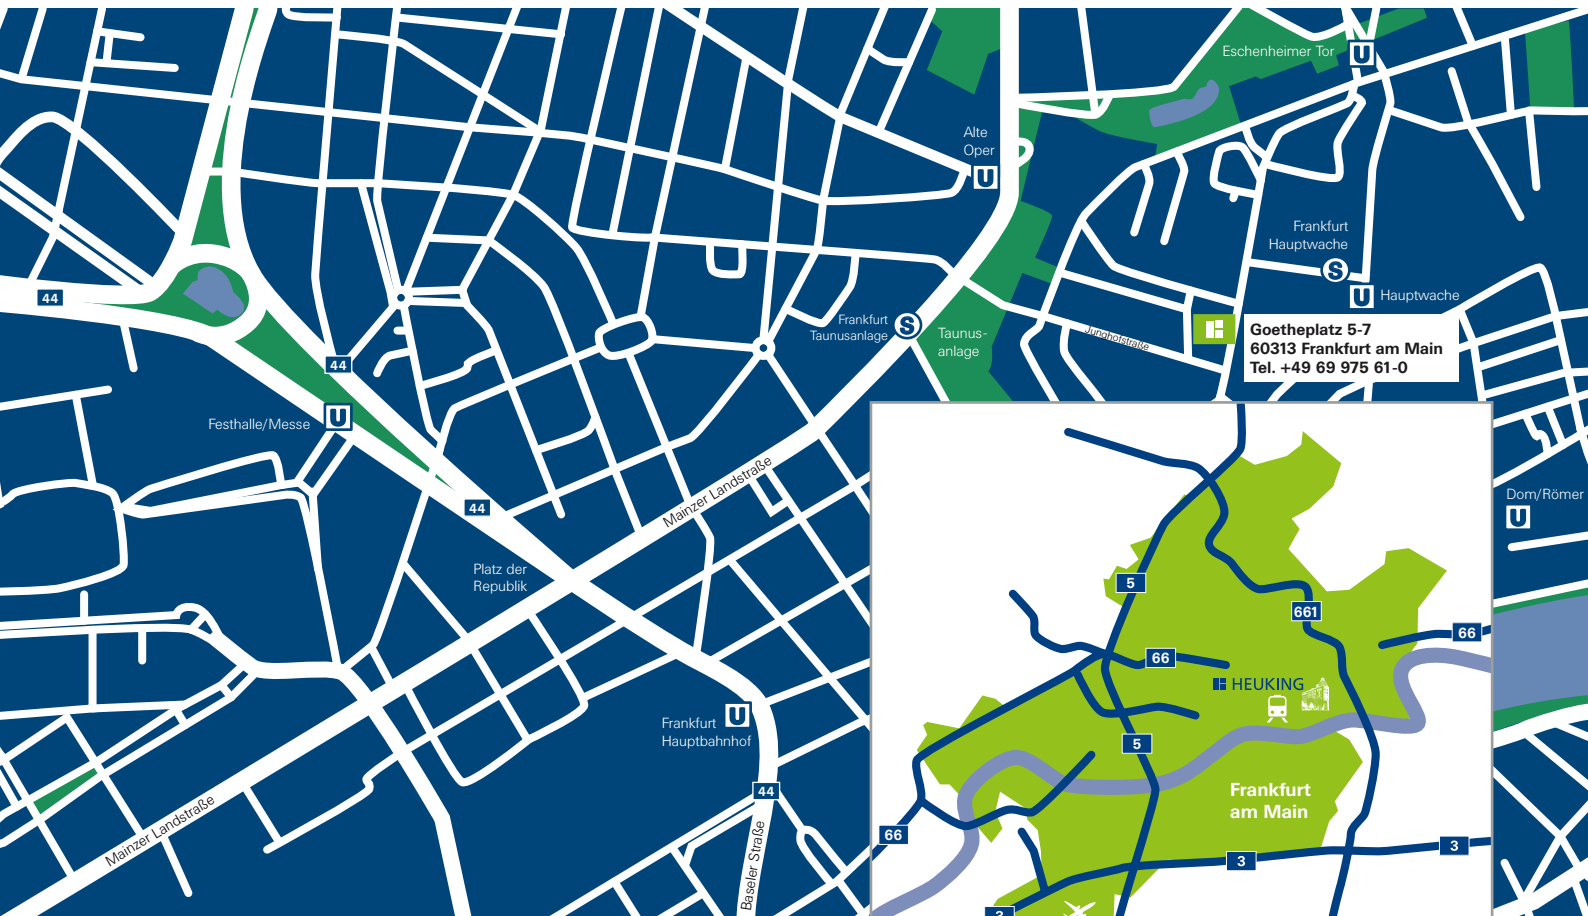 Eschenheimer Tor
U
Alte
Oper
U
Frankfurt
Hauptwache
S
U
Hauptwache
44
Frankfurt
Taunusanlage
S
Taunus-
anlage
Junghofstraße
Goetheplatz 5-7
60313 Frankfurt am Main
Tel. +49 69 975 61-0
44
Festhalle/Messe
U
44
Mainzer Landstraße
Dom/Römer
U
Platz der
Republik
5
661
66
66
HEUKING
Frankfurt
Hauptbahnhof
U
5
44
Frankfurt
am Main
Mainzer Landstraße
Baseler Straße
66
3
3
3